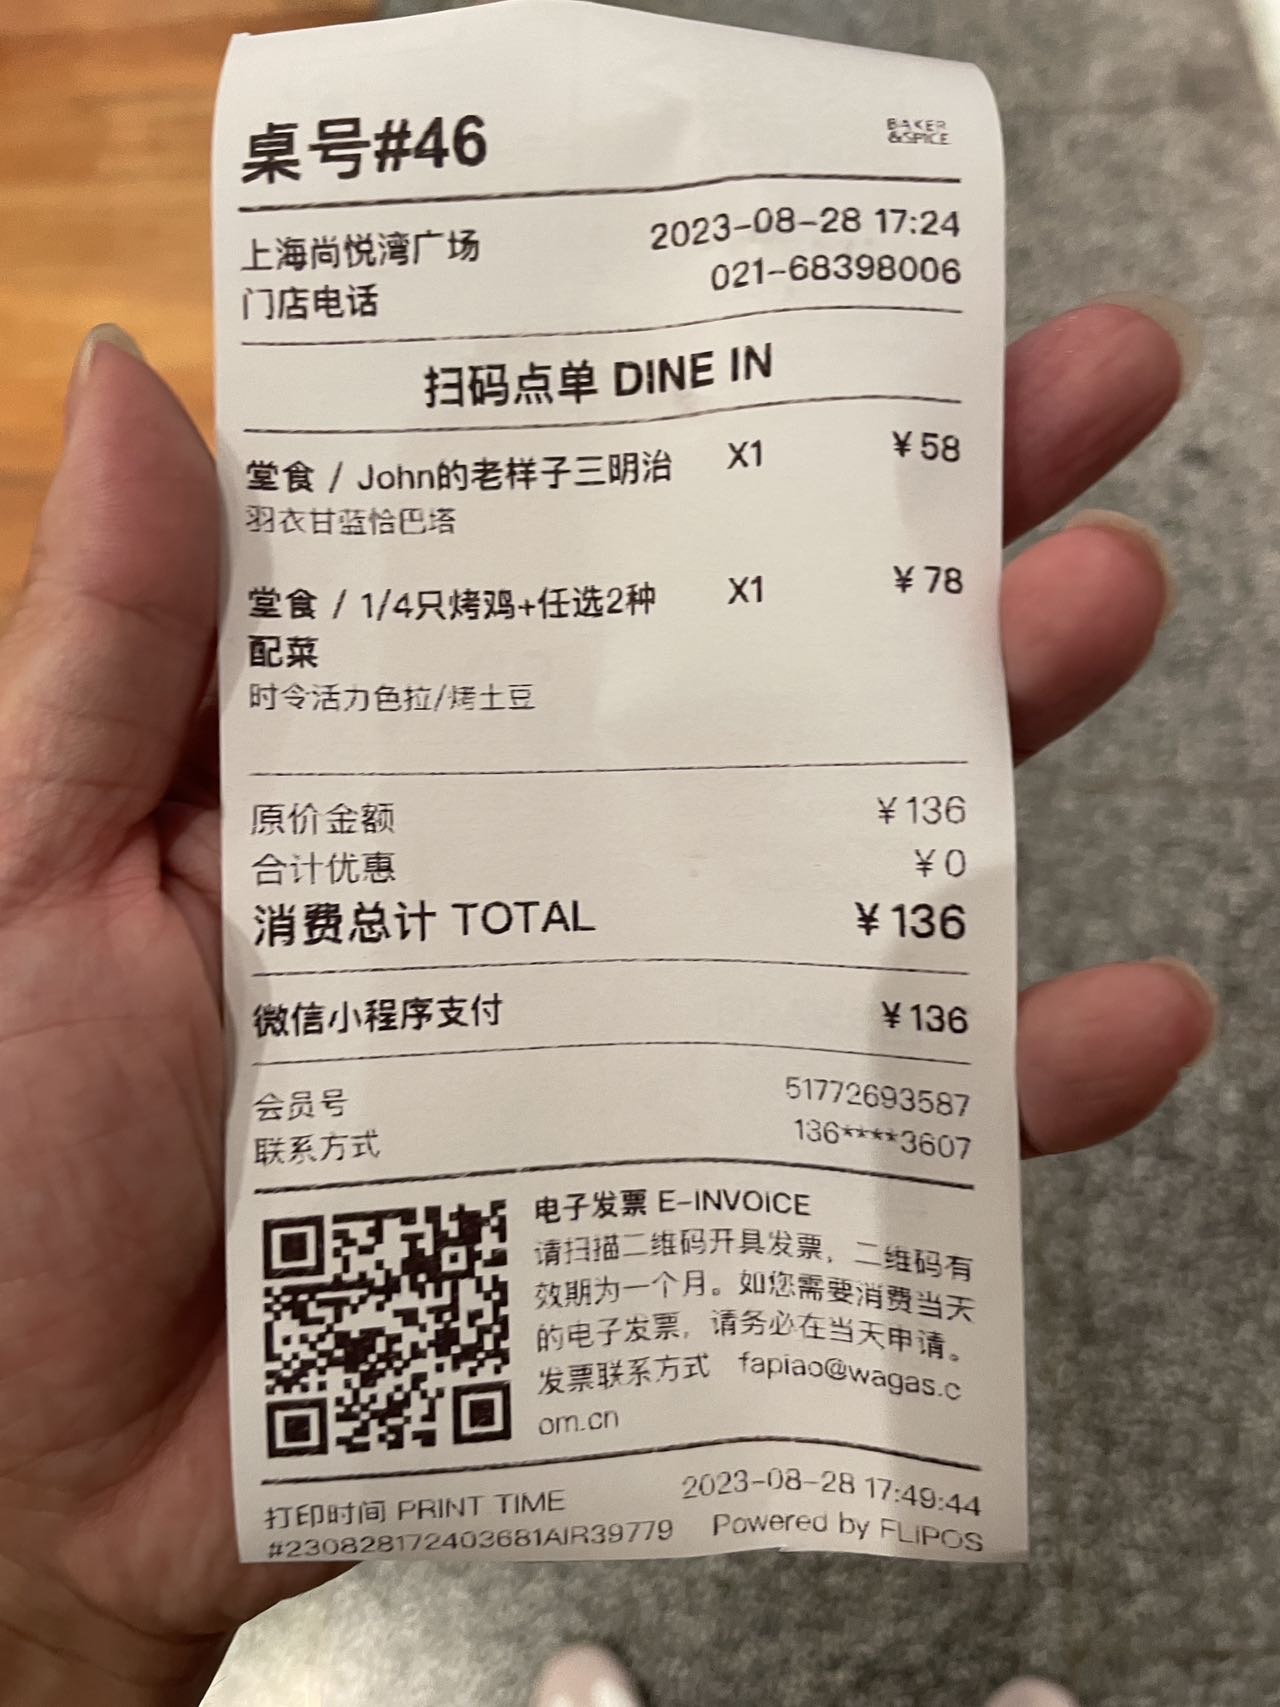 桌号#46
BAKER
&SPICE
上海尚悦湾广场 2023-08-28 17:24
门店电话 021-68398006
扫码点单 DINE IN
堂食 / John的老样子三明治 X1 ¥58
羽衣甘蓝恰巴塔
堂食 / 1/4只烤鸡+任选2种 X1 ¥78
配菜
时令活力色拉/烤土豆
原价金额 ¥136
合计优惠 ¥0
消费总计 TOTAL ¥136
微信小程序支付 ¥136
会员号 51772693587
联系方式 136****3607
电子发票 E-INVOICE
请扫描二维码开具发票，二维码有
效期为一个月。如您需要消费当天
的电子发票，请务必在当天申请。
发票联系方式 fapiao@wagas.c
om.cn
打印时间 PRINT TIME 2023-08-28 17:49:44
#230828172403681AIR39779 Powered by FLIPOS